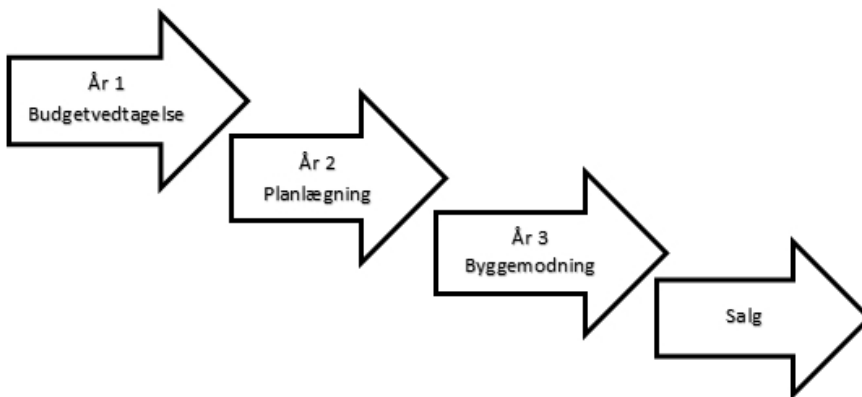 År 1
Budgetvedtagelse
År 2
Planlægning
År 3
Byggemodning
Salg